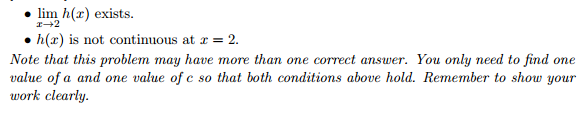 • lim h(x) exists.
x→2
• h(x) is not continuous at x = 2.
Note that this problem may have more than one correct answer. You only need to find one
value of a and one value of c so that both conditions above hold. Remember to show your
work clearly.